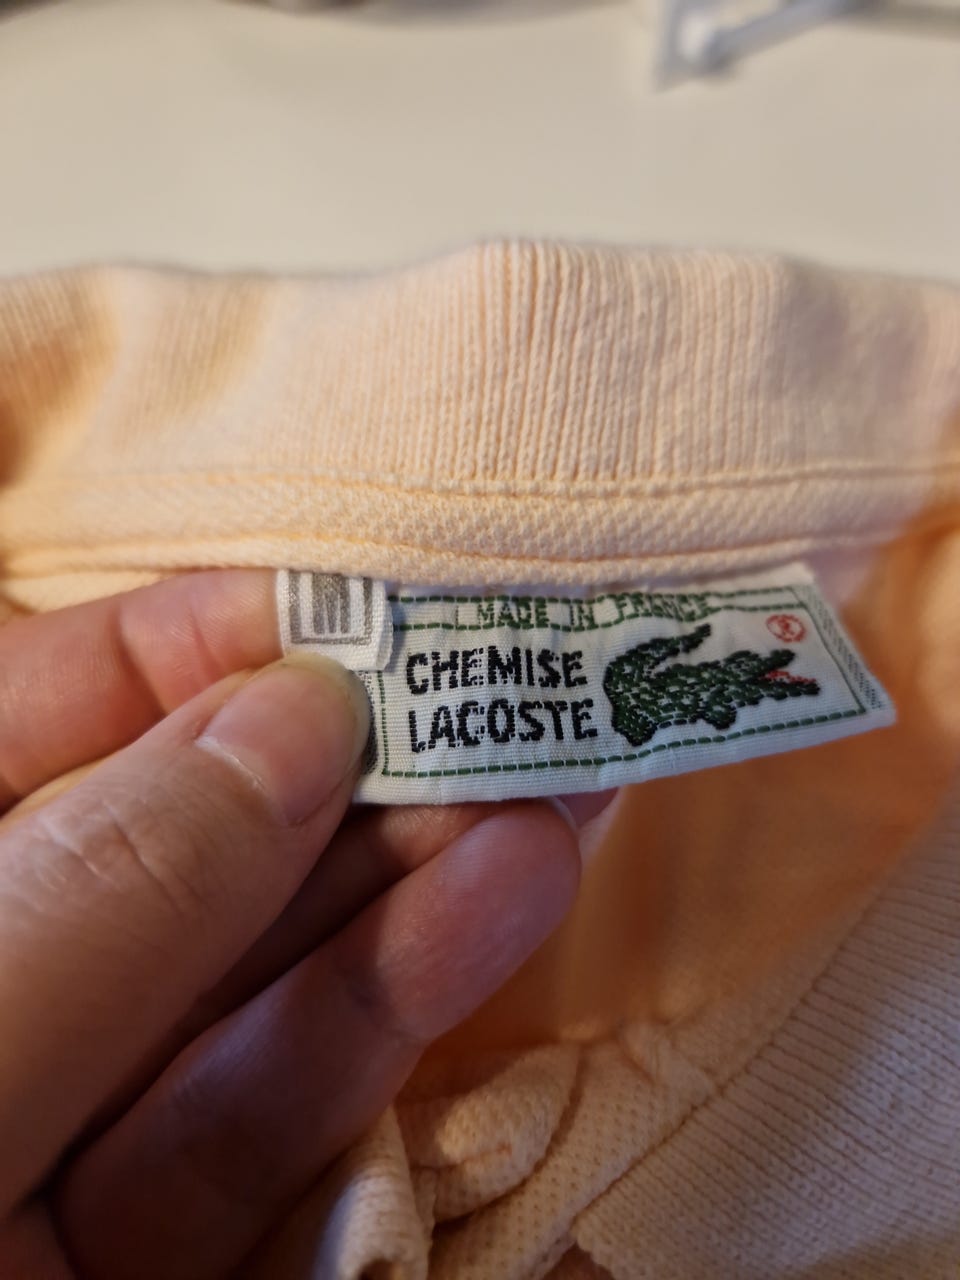 MADE IN FRANCE
®
CHEMISE
LACOSTE